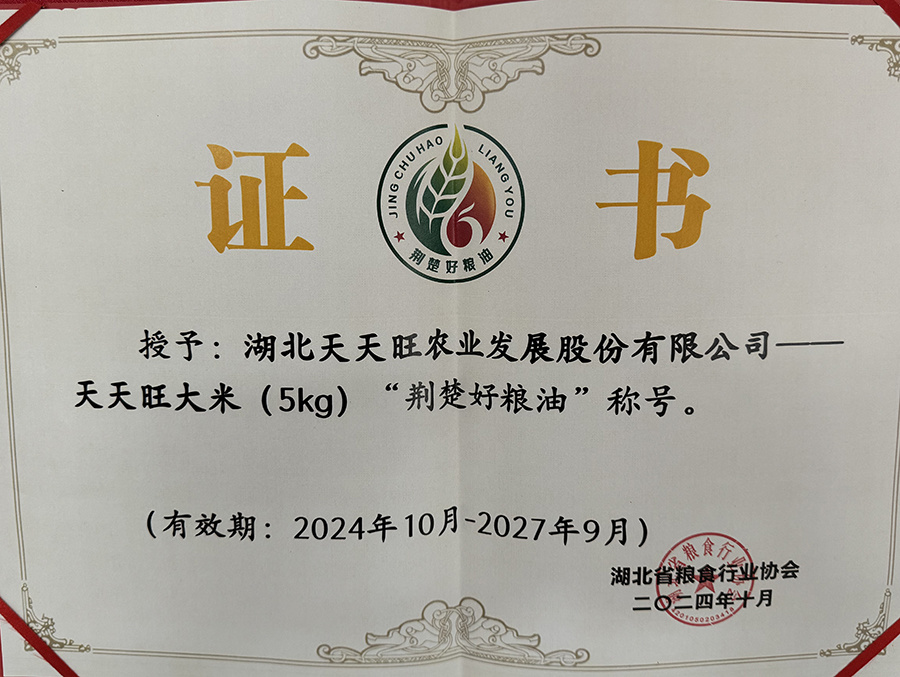 证书
JING CHU HAO LIANG YOU
荆楚好粮油
授予：湖北天天旺农业发展股份有限公司——
天天旺大米（5kg）“荆楚好粮油”称号。
（有效期：2024年10月-2027年9月）
湖北省粮食行业协会
二〇二四年十月